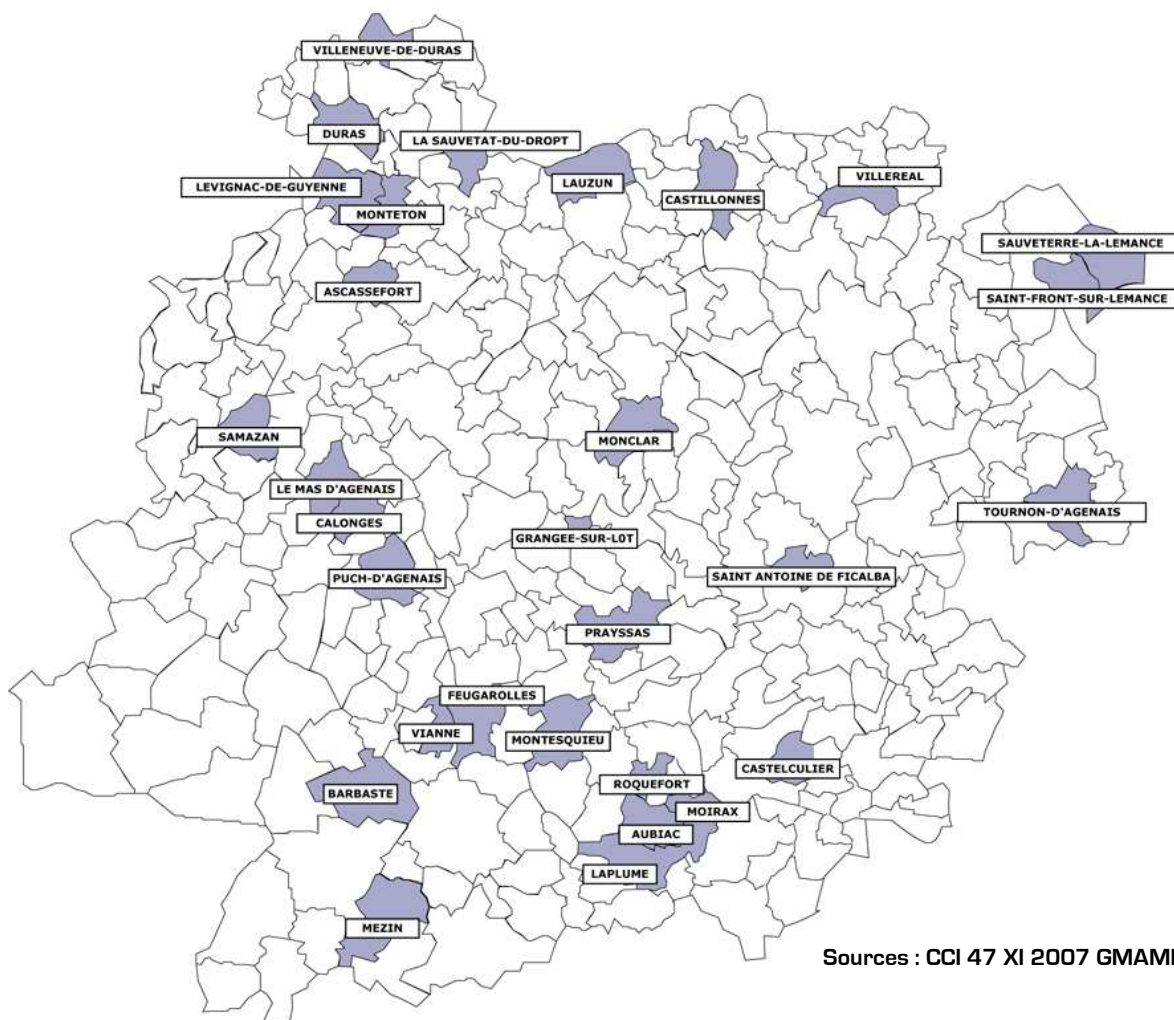 VILLENEUVE-DE-DURAS
DURAS
LA SAUVETAT-DU-DROPT
LEVIGNAC-DE-GUYENNE
MONTETON
LAUZUN
CASTILLONNES
VILLEREAL
SAUVETERRE-LA-LEMANCE
SAINT-FRONT-SUR-LEMANCE
ASCASSEFORT
SAMAZAN
MONCLAR
LE MAS D'AGENAIS
CALONGES
TOURNON-D'AGENAIS
GRANGEE-SUR-LOT
PUCH-D'AGENAIS
SAINT ANTOINE DE FICALBA
PRAYSSAS
FEUGAROLLES
VIANNE
MONTESQUIEU
CASTELCULIER
BARBASTE
ROQUEFORT
MOIRAX
AUBIAC
LAPLUME
MEZIN
Sources : CCI 47 XI 2007 GMAMI